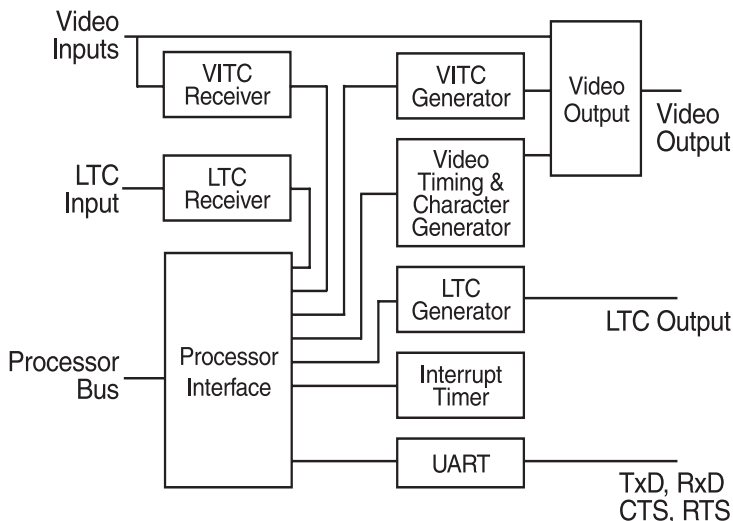 Video
Inputs
VITC
Receiver
VITC
Generator
Video
Output
Video
Output
LTC
Input
LTC
Receiver
Video
Timing &
Character
Generator
LTC
Generator
LTC Output
Processor
Bus
Processor
Interface
Interrupt
Timer
UART
TxD, RxD
CTS, RTS